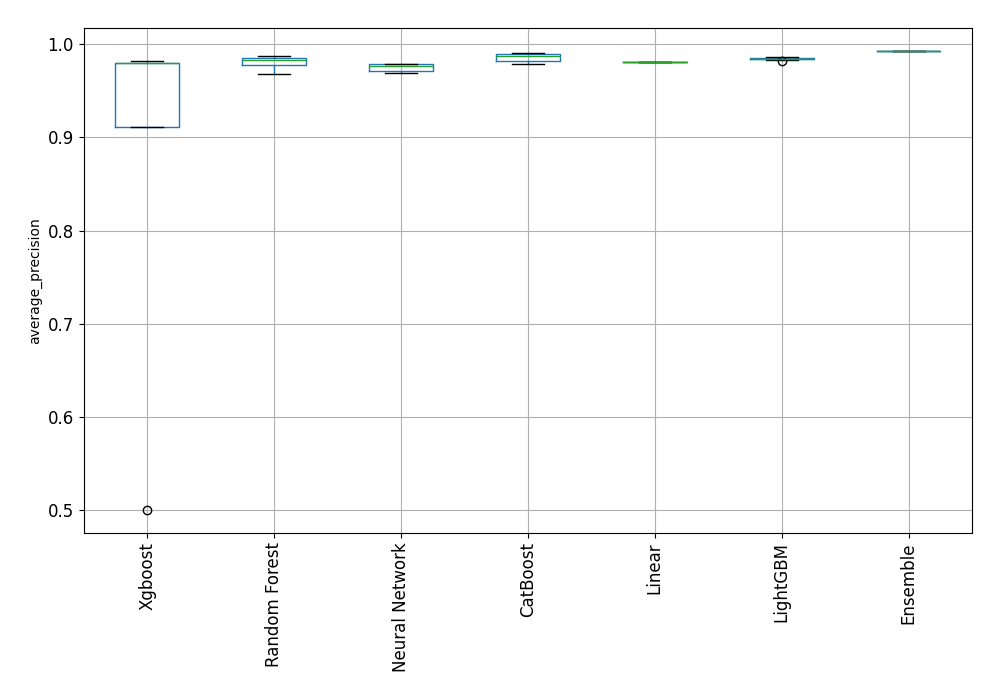 1.0
0.9
0.8
0.7
0.6
0.5
average_precision
Xgboost
Random Forest
Neural Network
CatBoost
Linear
LightGBM
Ensemble